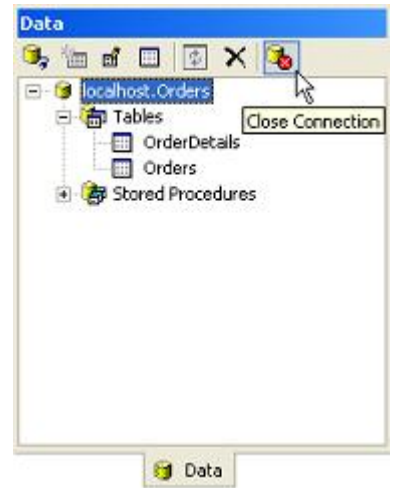 Data
localhost.Orders
Tables
Close Connection
OrderDetails
Orders
Stored Procedures
Data